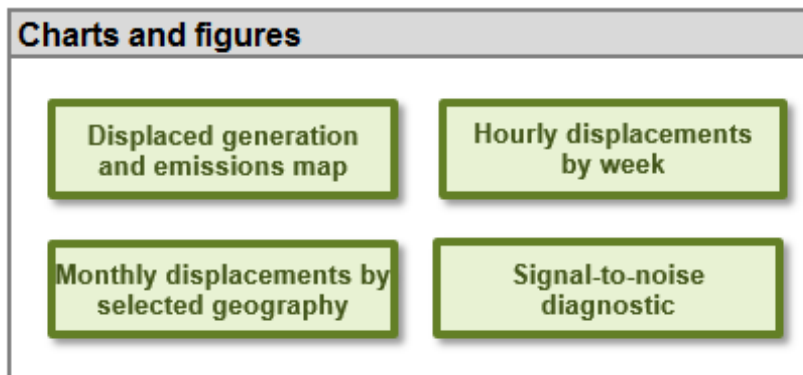 Charts and figures
Displaced generation
and emissions map
Hourly displacements
by week
Monthly displacements by
selected geography
Signal-to-noise
diagnostic